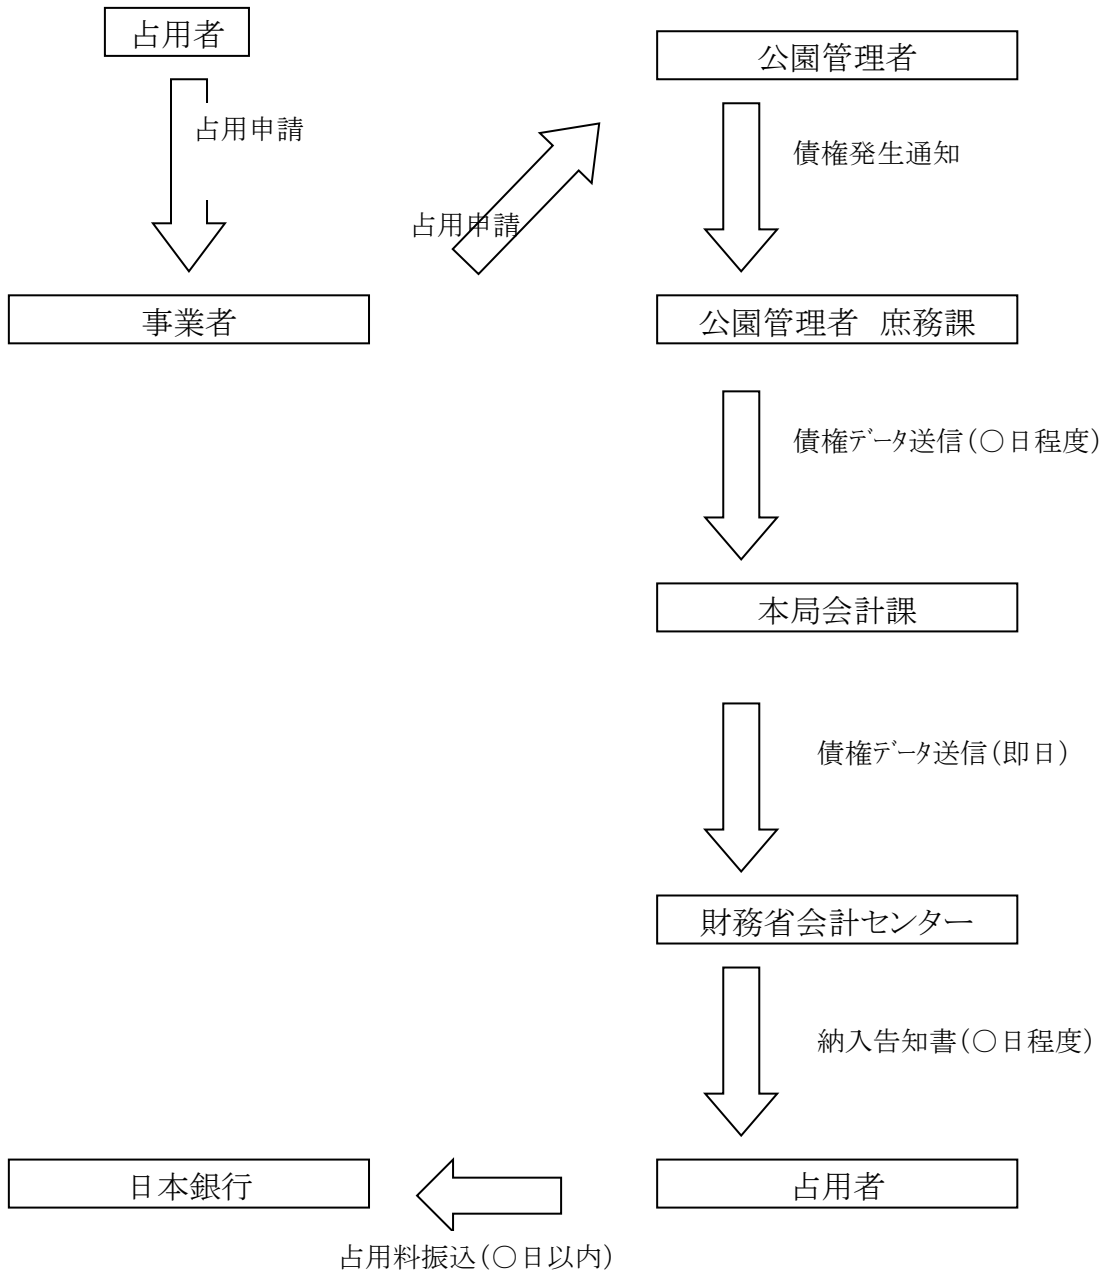 占用者
占用申請
事業者
占用申請
公園管理者
債権発生通知
公園管理者　庶務課
債権ﾃﾞｰﾀ送信(○日程度)
本局会計課
債権ﾃﾞｰﾀ送信(即日)
財務省会計センター
納入告知書(○日程度)
占用者
占用料振込(○日以内)
日本銀行